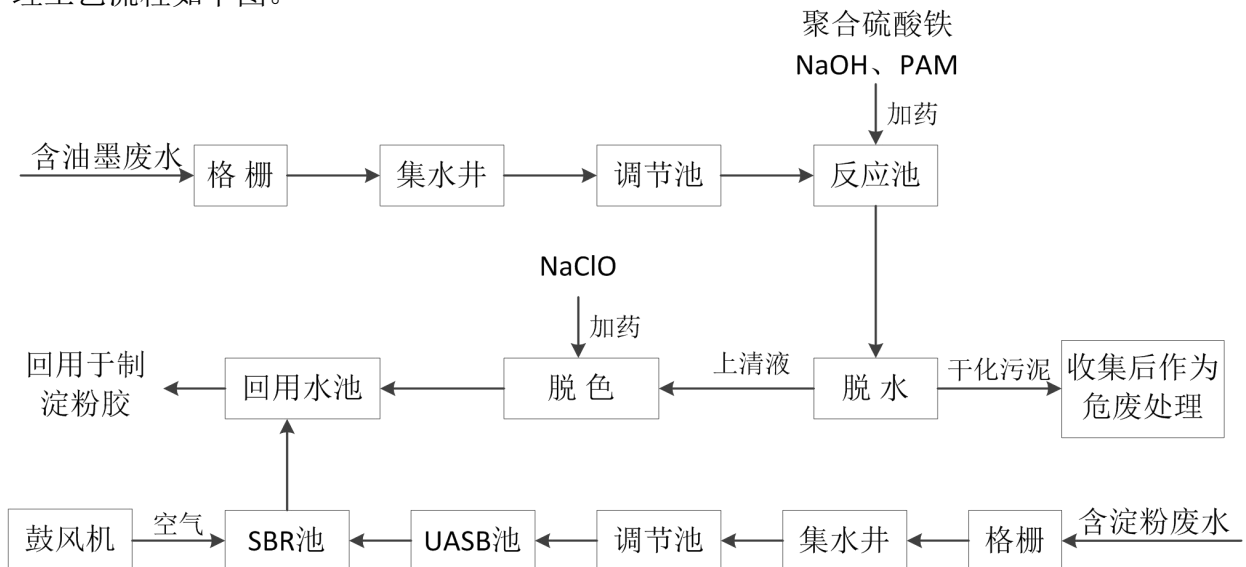 理工艺流程如下图。
聚合硫酸铁
NaOH、PAM
加药
含油墨废水
格 栅
集水井
调节池
反应池
NaClO
加药
回用于制
淀粉胶
回用水池
脱 色
上清液
脱 水
干化污泥
收集后作为
危废处理
鼓风机
空气
SBR池
UASB池
调节池
集水井
格栅
含淀粉废水